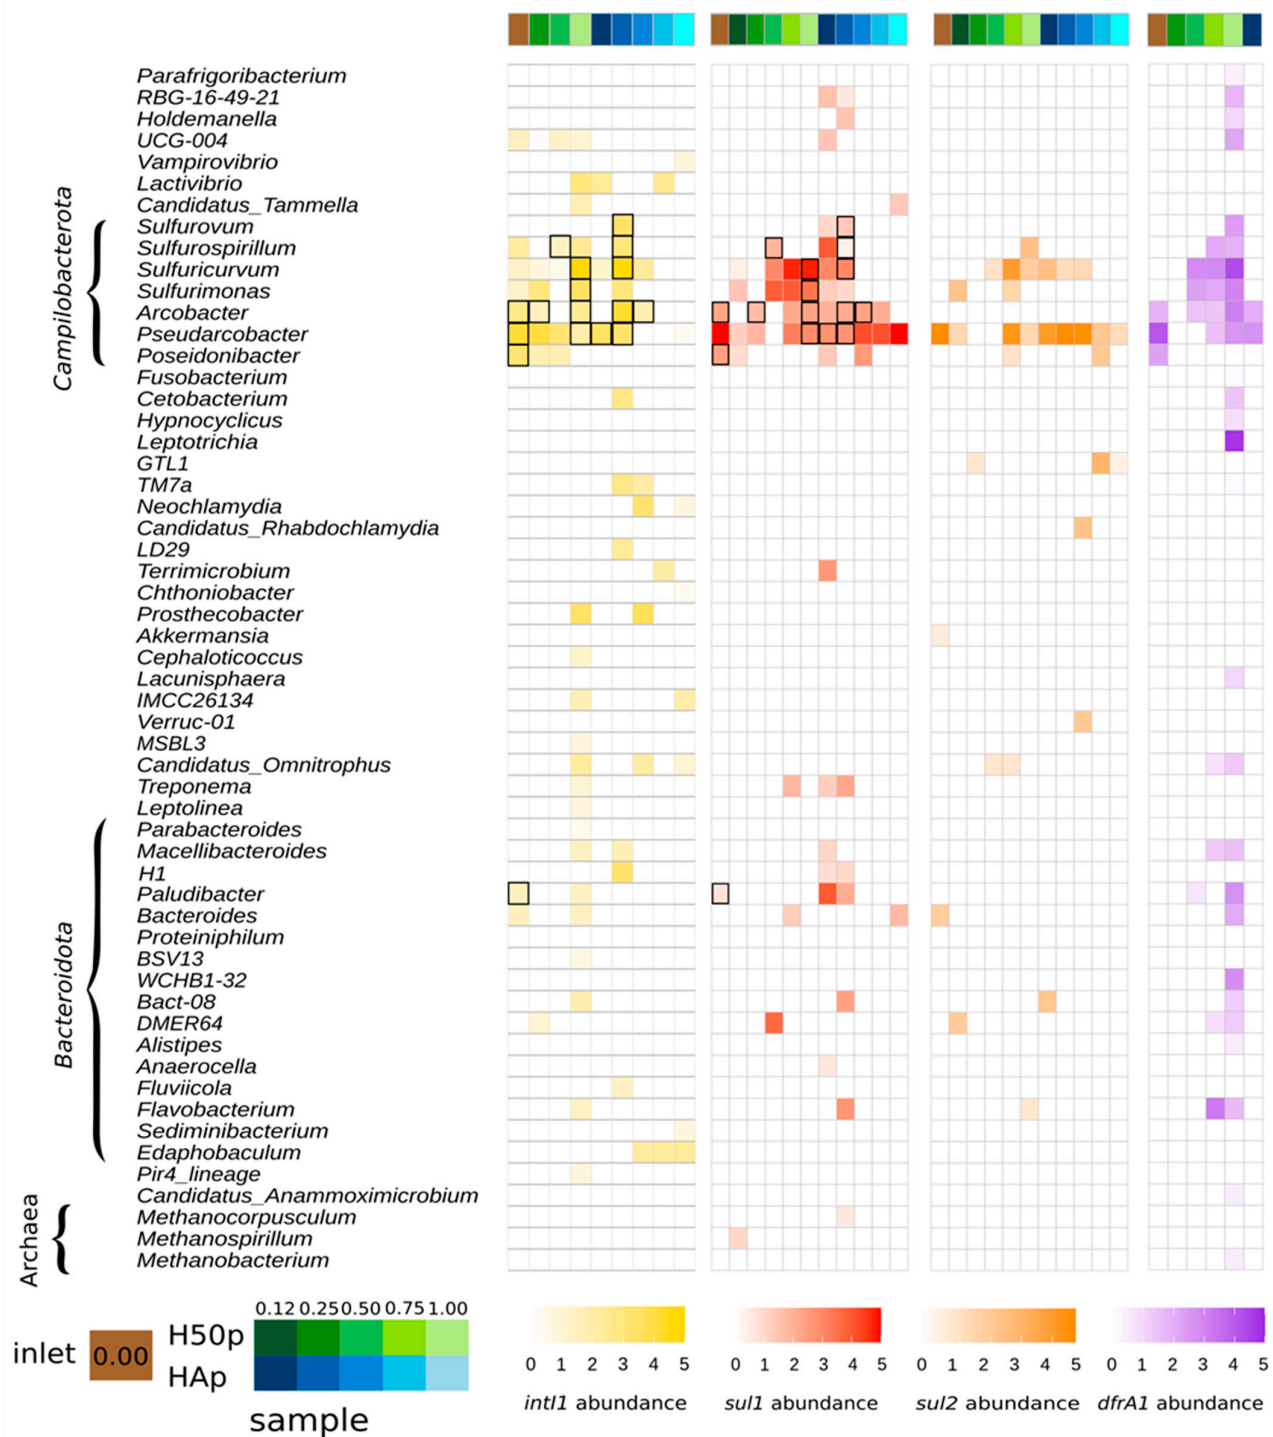 Parafrigoribacterium
RBG-16-49-21
Holdemanella
UCG-004
Vampirovibrio
Lactivibrio
Candidatus_Tammella
Campilobacterota
Sulfurovum
Sulfurospirillum
Sulfuricurvum
Sulfurimonas
Arcobacter
Pseudarcobacter
Poseidonibacter
Fusobacterium
Cetobacterium
Hypnocyclicus
Leptotrichia
GTL1
TM7a
Neochlamydia
Candidatus_Rhabdochlamydia
LD29
Terrimicrobium
Chthoniobacter
Prosthecobacter
Akkermansia
Cephaloticoccus
Lacunisphaera
IMCC26134
Verruc-01
MSBL3
Candidatus_Omnitrophus
Treponema
Leptolinea
Bacteroidota
Parabacteroides
Macellibacteroides
H1
Paludibacter
Bacteroides
Proteiniphilum
BSV13
WCHB1-32
Bact-08
DMER64
Alistipes
Anaerocella
Fluviicola
Flavobacterium
Sediminibacterium
Edaphobaculum
Pir4_lineage
Candidatus_Anammoximicrobium
Archaea
Methanocorpusculum
Methanospirillum
Methanobacterium
inlet 0.00
0.12 0.25 0.50 0.75 1.00
H50p
HAp
sample
0 1 2 3 4 5
intI1 abundance
0 1 2 3 4 5
sul1 abundance
0 1 2 3 4 5
sul2 abundance
0 1 2 3 4 5
dfrA1 abundance